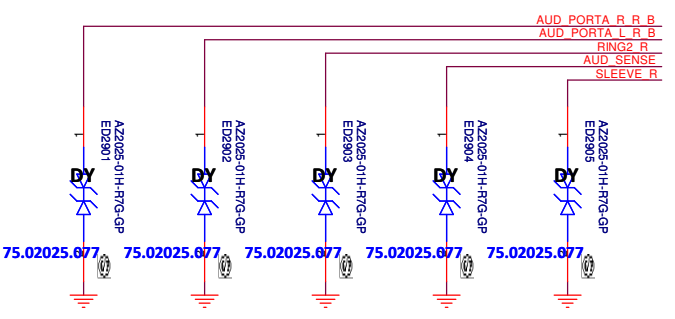 AUD_PORTA_R_R_B
AUD_PORTA_L_R_B
RING2_R
AUD_SENSE
SLEEVE_R
1
AZ2025-01H-R7G-GP
ED2901
DY
75.02025.077
1
AZ2025-01H-R7G-GP
ED2902
DY
75.02025.077
1
AZ2025-01H-R7G-GP
ED2903
DY
75.02025.077
1
AZ2025-01H-R7G-GP
ED2904
DY
75.02025.077
1
AZ2025-01H-R7G-GP
ED2905
DY
75.02025.077